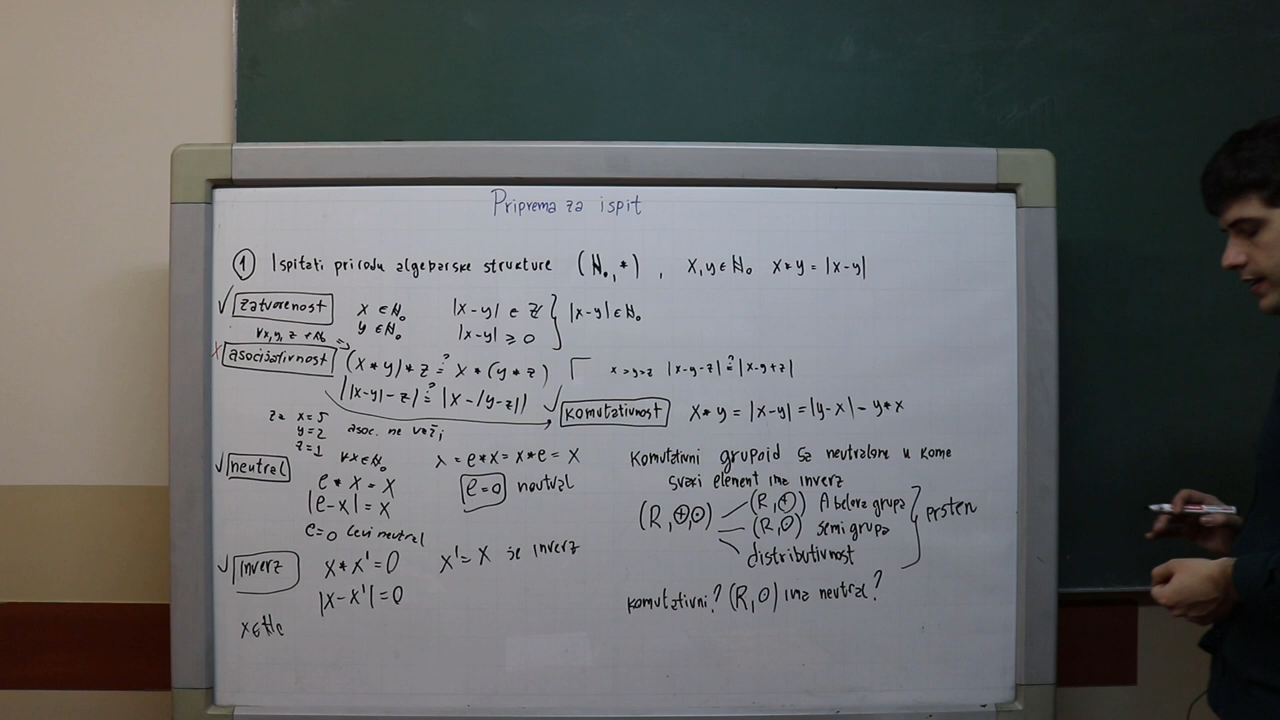 Priprema za ispit
① Ispitati prirodu algebarske strukture (N₀,*), x,y∈N₀ x*y = |x-y|
✓ zatvorenost x ∈ N₀ |x-y| ∈ Z } |x-y| ∈ N₀
y ∈ N₀ |x-y| ≥ 0
∀x,y,z ∈ N₀ =>
x asocijativnost (x*y)*z ≟ x*(y*z) x>y>z |x-y-z| ≟ |x-y+z|
||x-y|-z| ≟ |x-|y-z||
✓ komutativnost x*y = |x-y| = |y-x| = y*x
za x=5
y=2 asoc. ne važi
z=1
✓ neutral ∀x∈N₀ x = e*x = x*e = x
e*x = x e=0 neutral
|e-x| = x
e=0 levi neutral
✓ inverz x*x' = 0 x' = x je inverz
|x-x'| = 0
x∈N₀
Komutativni grupoid sa neutralom u kome
svaki element ima inverz
(R,⊕,⊙) (R,⊕) Abelova grupa } prsten
(R,⊙) semigrupa
distributivnost
komutativni? (R,⊙) ima neutral?